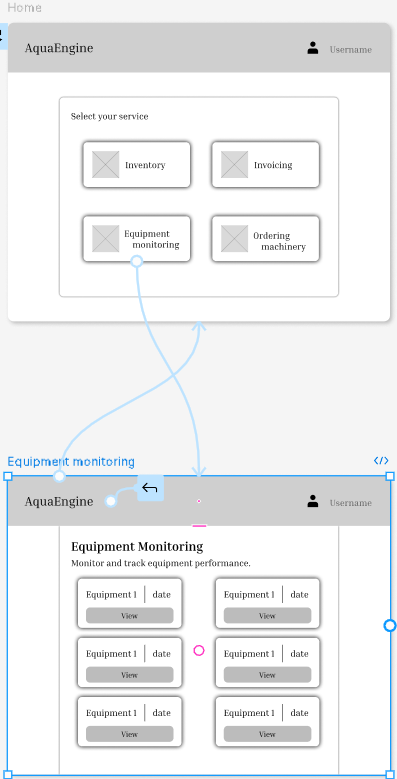 Home
AquaEngine
Username
Select your service
Inventory
Invoicing
Equipment
monitoring
Ordering
machinery
Equipment monitoring
</>
AquaEngine
Username
Equipment Monitoring
Monitor and track equipment performance.
Equipment 1 date
Equipment 1 date
View
View
Equipment 1 date
Equipment 1 date
View
View
Equipment 1 date
Equipment 1 date
View
View